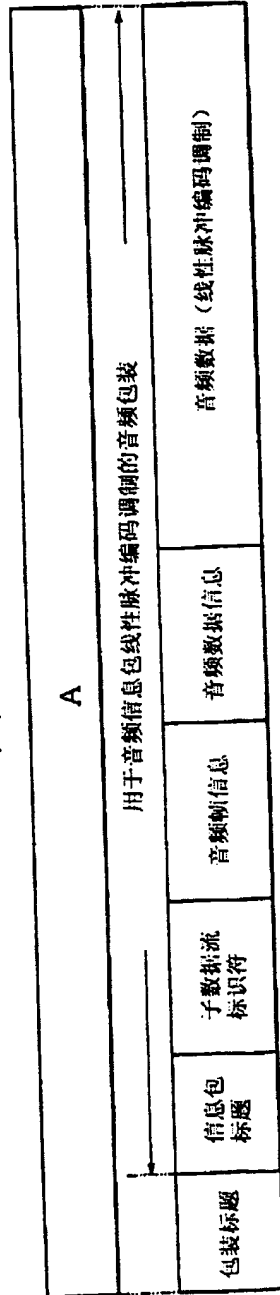 A
用于音频信息包线性脉冲编码调制的音频包装
包装标题
信息包
标题
子数据流
标识符
音频帧信息
音频数据信息
音频数据（线性脉冲编码调制）